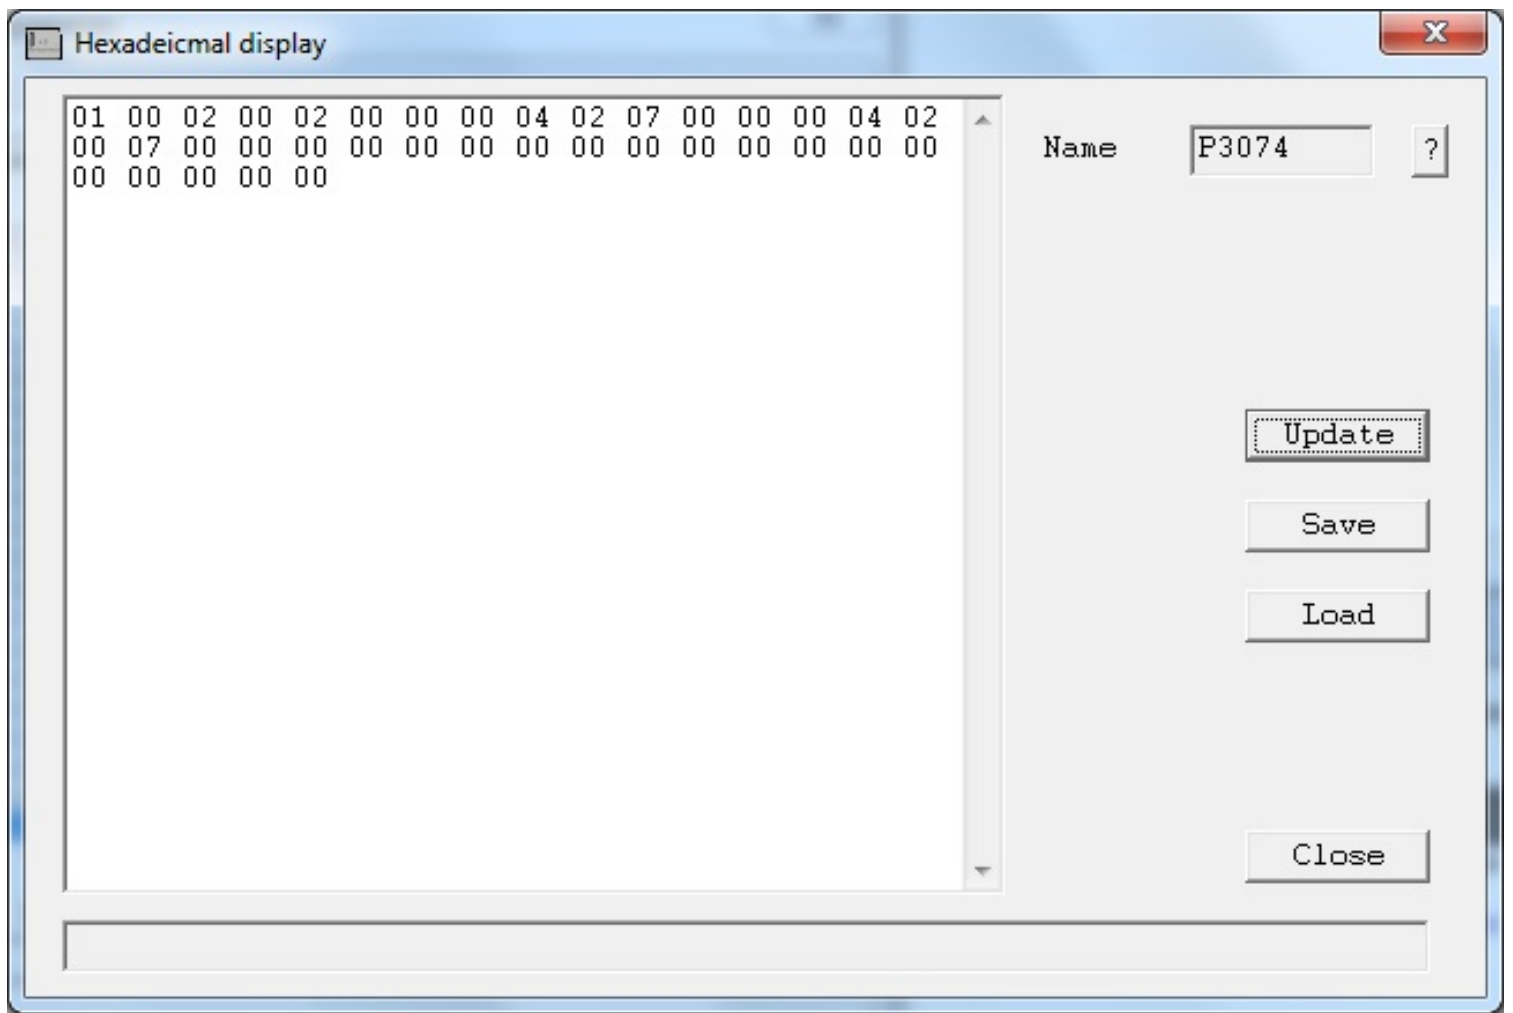 Hexadeicmal display
01 00 02 00 02 00 00 00 04 02 07 00 00 00 04 02
00 07 00 00 00 00 00 00 00 00 00 00 00 00 00 00
00 00 00 00 00
Name P3074 ?
Update
Save
Load
Close